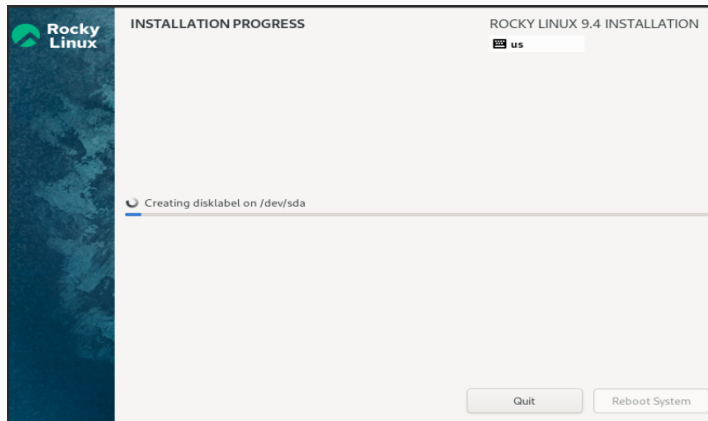 Rocky
Linux
INSTALLATION PROGRESS
ROCKY LINUX 9.4 INSTALLATION
us
Creating disklabel on /dev/sda
Quit
Reboot System